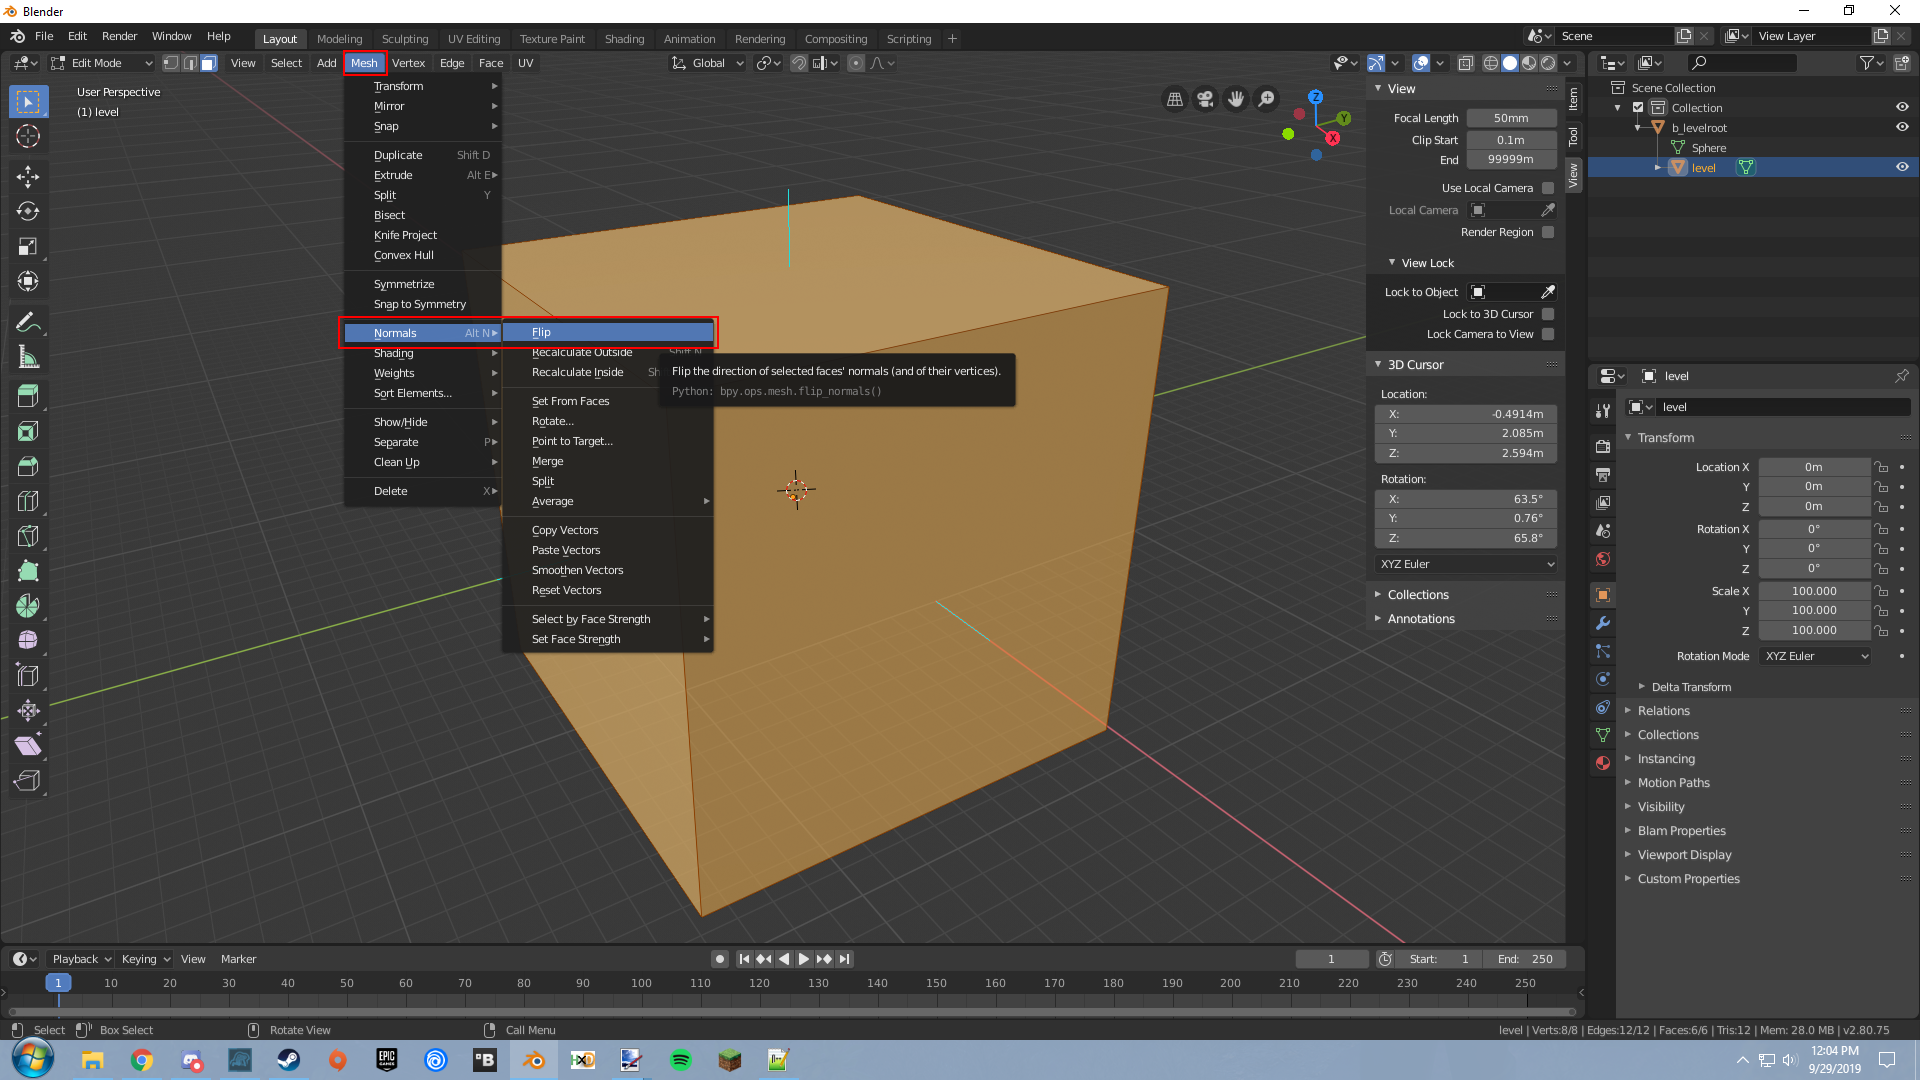 Blender
File Edit Render Window Help
Layout Modeling Sculpting UV Editing Texture Paint Shading Animation Rendering Compositing Scripting +
Scene
View Layer
Edit Mode
View Select Add Mesh Vertex Edge Face UV
Global
User Perspective
(1) level
Transform
Mirror
Snap
Duplicate Shift D
Extrude Alt E
Split Y
Bisect
Knife Project
Convex Hull
Symmetrize
Snap to Symmetry
Normals Alt N
Shading
Weights
Sort Elements...
Show/Hide
Separate P
Clean Up
Delete X
Flip
Recalculate Outside Shift N
Recalculate Inside Sh
Set From Faces
Rotate...
Point to Target...
Merge
Split
Average
Copy Vectors
Paste Vectors
Smoothen Vectors
Reset Vectors
Select by Face Strength
Set Face Strength
Flip the direction of selected faces' normals (and of their vertices).
Python: bpy.ops.mesh.flip_normals()
Z
Y
X
View
Focal Length 50mm
Clip Start 0.1m
End 99999m
Use Local Camera
Local Camera
Render Region
View Lock
Lock to Object
Lock to 3D Cursor
Lock Camera to View
3D Cursor
Location:
X: -0.4914m
Y: 2.085m
Z: 2.594m
Rotation:
X: 63.5°
Y: 0.76°
Z: 65.8°
XYZ Euler
Collections
Annotations
Item
Tool
View
Scene Collection
Collection
b_levelroot
Sphere
level
level
level
Transform
Location X 0m
Y 0m
Z 0m
Rotation X 0°
Y 0°
Z 0°
Scale X 100.000
Y 100.000
Z 100.000
Rotation Mode XYZ Euler
Delta Transform
Relations
Collections
Instancing
Motion Paths
Visibility
Blam Properties
Viewport Display
Custom Properties
Playback Keying View Marker
1 Start: 1 End: 250
1 10 20 30 40 50 60 70 80 90 100 110 120 130 140 150 160 170 180 190 200 210 220 230 240 250
Select Box Select Rotate View Call Menu
level | Verts:8/8 | Edges:12/12 | Faces:6/6 | Tris:12 | Mem: 28.0 MB | v2.80.75
EPIC GAMES
B
12:04 PM
9/29/2019